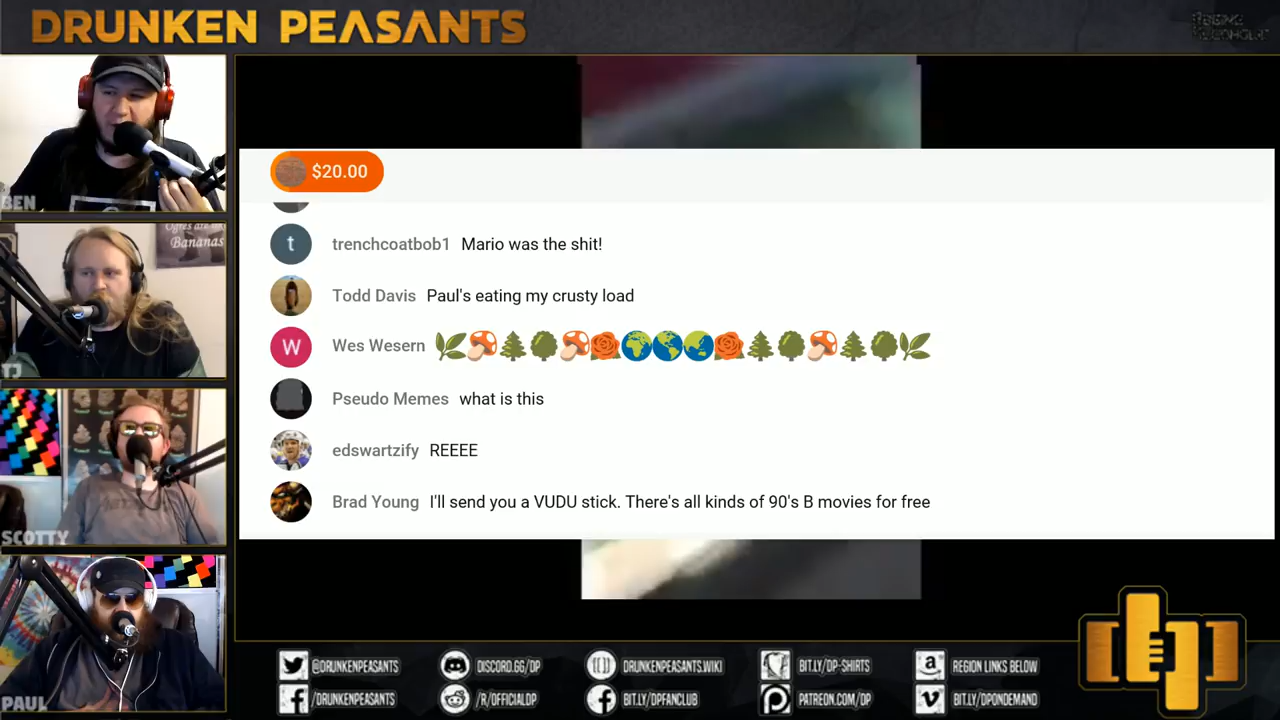 DRUNKEN PEASANTS
BEN
Ogres are like
Bananas
TJ
SCOTTY
PAUL
$20.00
t
trenchcoatbob1 Mario was the shit!
Todd Davis Paul's eating my crusty load
W
Wes Wesern 🌿🍄🌲🌳🍄🌹🌍🌎🌏🌹🌲🌳🍄🌲🌳🌿
Pseudo Memes what is this
edswartzify REEEE
Brad Young I'll send you a VUDU stick. There's all kinds of 90's B movies for free
@DRUNKENPEASANTS
DISCORD.GG/DP
DRUNKENPEASANTS.WIKI
BIT.LY/DP-SHIRTS
REGION LINKS BELOW
/DRUNKENPEASANTS
/R/OFFICIALDP
BIT.LY/DPFANCLUB
PATREON.COM/DP
BIT.LY/DPONDEMAND